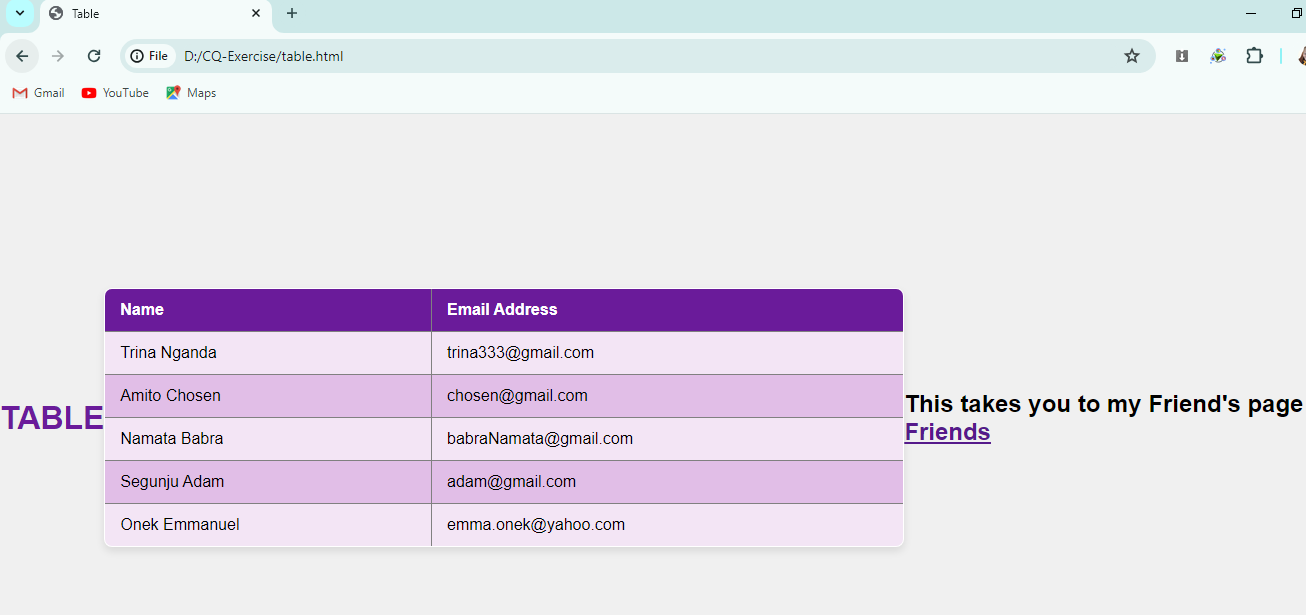 Table
File D:/CQ-Exercise/table.html
Gmail YouTube Maps
TABLE
Name Email Address
Trina Nganda trina333@gmail.com
Amito Chosen chosen@gmail.com
Namata Babra babraNamata@gmail.com
Segunju Adam adam@gmail.com
Onek Emmanuel emma.onek@yahoo.com
This takes you to my Friend's page
Friends